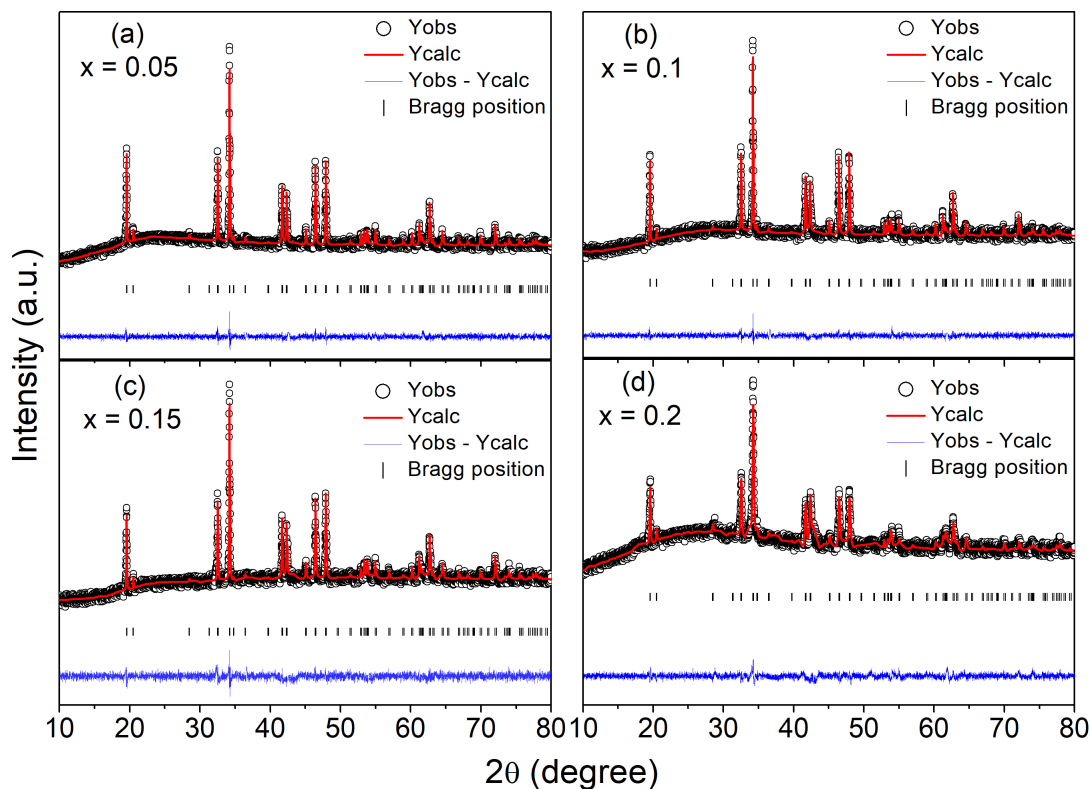 (a)
x = 0.05
Yobs
Ycalc
Yobs - Ycalc
Bragg position
(b)
x = 0.1
Yobs
Ycalc
Yobs - Ycalc
Bragg position
(c)
x = 0.15
Yobs
Ycalc
Yobs - Ycalc
Bragg position
(d)
x = 0.2
Yobs
Ycalc
Yobs - Ycalc
Bragg position
Intensity (a.u.)
10 20 30 40 50 60 70 80
10 20 30 40 50 60 70 80
2θ (degree)